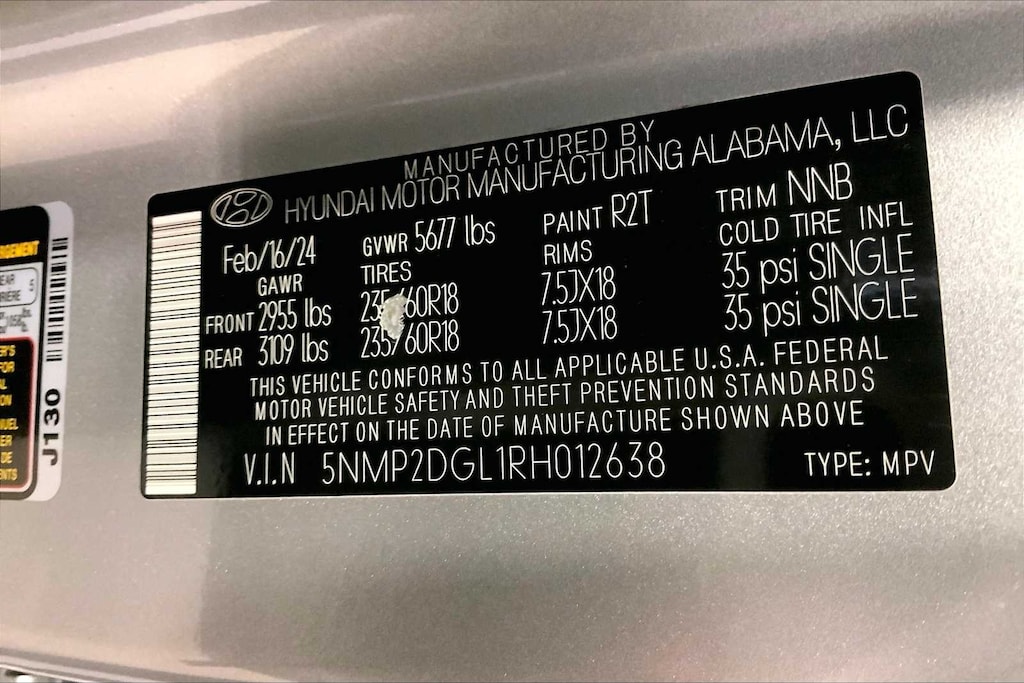 MANUFACTURED BY
HYUNDAI MOTOR MANUFACTURING ALABAMA, LLC
Feb/16/24 GVWR 5677 lbs PAINT R2T TRIM NNB
GAWR TIRES RIMS COLD TIRE INFL
FRONT 2955 lbs 235/60R18 7.5JX18 35 psi SINGLE
REAR 3109 lbs 235/60R18 7.5JX18 35 psi SINGLE
THIS VEHICLE CONFORMS TO ALL APPLICABLE U.S.A. FEDERAL
MOTOR VEHICLE SAFETY AND THEFT PREVENTION STANDARDS
IN EFFECT ON THE DATE OF MANUFACTURE SHOWN ABOVE
V.I.N 5NMP2DGL1RH012638 TYPE: MPV
J130